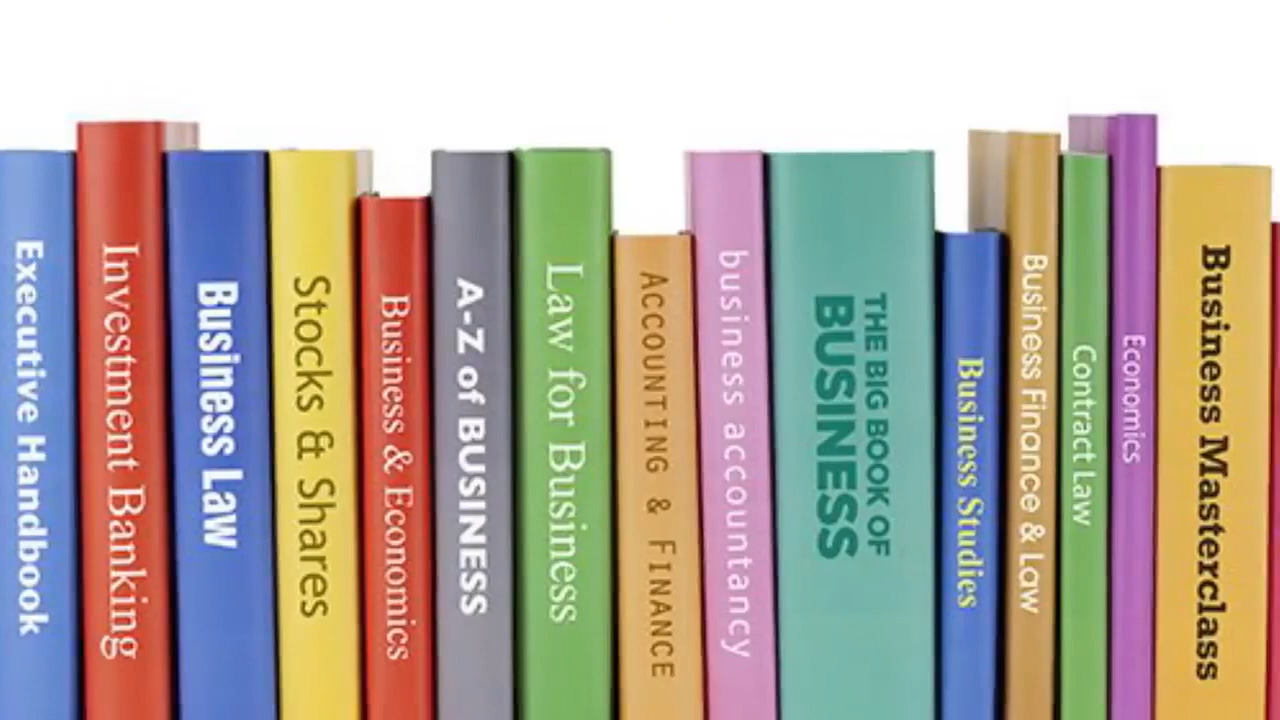 Executive Handbook
Investment Banking
Business Law
Stocks & Shares
Business & Economics
A-Z of BUSINESS
Law for Business
ACCOUNTING & FINANCE
business accountancy
THE BIG BOOK OF
BUSINESS
Business Studies
Business Finance & Law
Contract Law
Economics
Business Masterclass